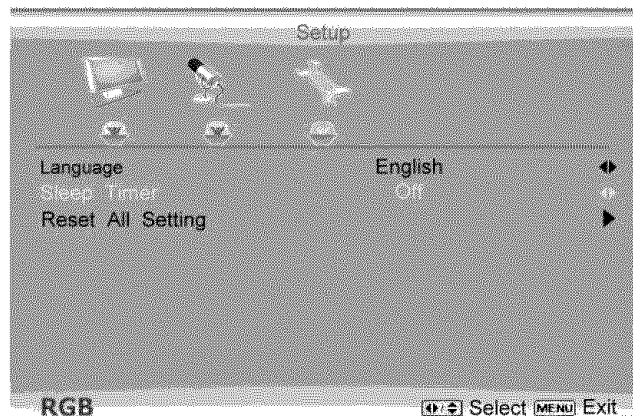 Setup
Language English
Sleep Timer Off
Reset All Setting
RGB Select MENU Exit